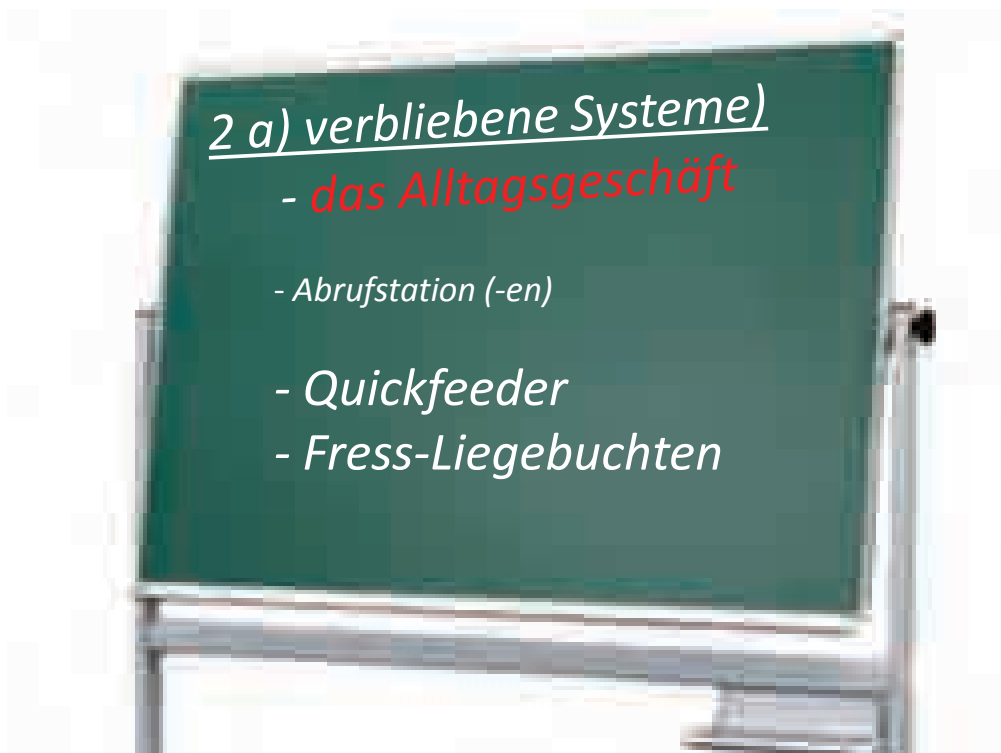 2 a) verbliebene Systeme)
- das Alltagsgeschäft
- Abrufstation (-en)
- Quickfeeder
- Fress-Liegebuchten